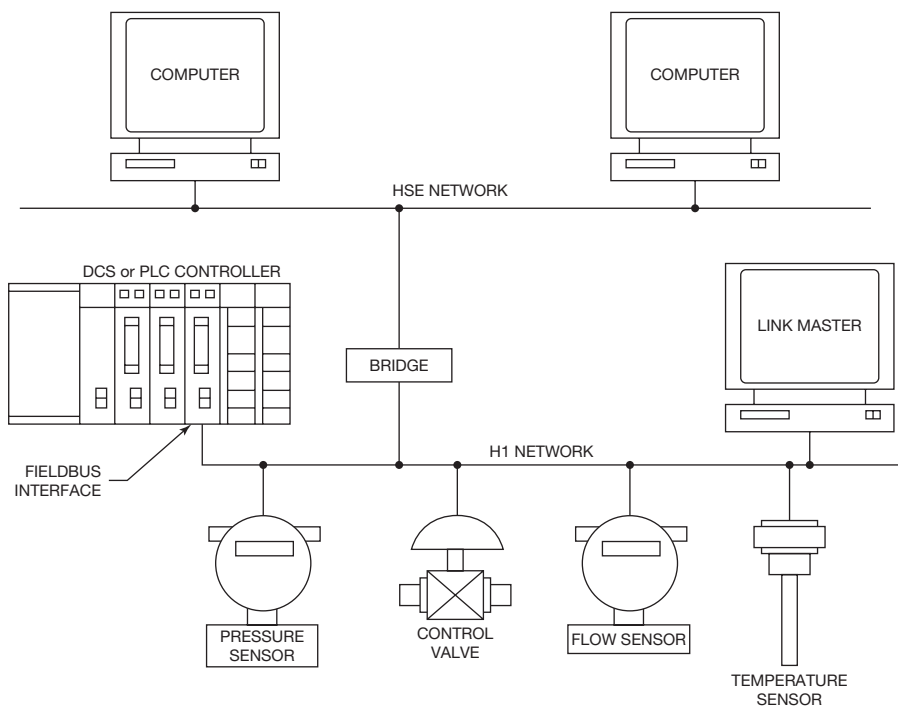 COMPUTER
COMPUTER
HSE NETWORK
DCS or PLC CONTROLLER
LINK MASTER
BRIDGE
H1 NETWORK
FIELDBUS
INTERFACE
PRESSURE
SENSOR
CONTROL
VALVE
FLOW SENSOR
TEMPERATURE
SENSOR